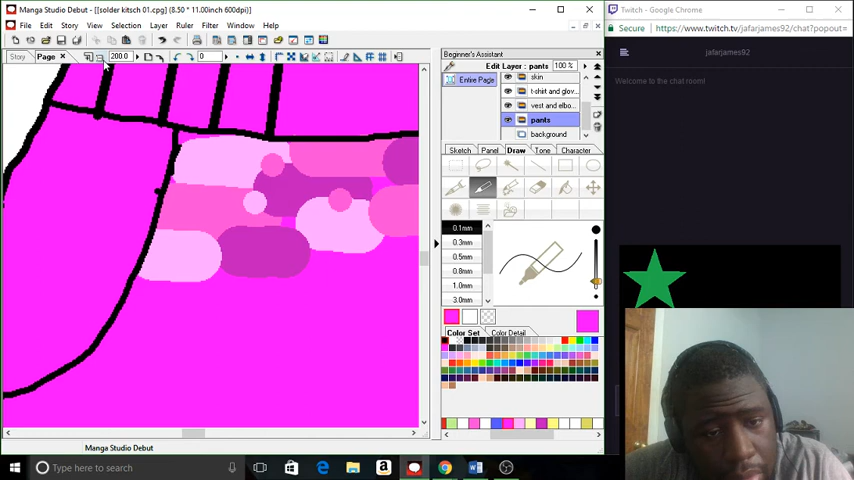 Manga Studio Debut - [[solder kitsch 01.cpg] (8.50 * 11.00inch 600dpi)]
Twitch - Google Chrome
File Edit Story View Selection Layer Filter Ruler Window Help
Secure https://www.twitch.tv/jafarjames92/chat?popout=
jafarjames92
Story Page 200.0 0
Welcome to the chat room!
Beginner's Assistant
Edit Layer : pants 100 %
Entire Page
skin
t-shirt and glov...
vest and elbo...
pants
background
Sketch Panel Draw Tone Character
0.1mm
0.3mm
0.5mm
0.8mm
1.0mm
3.0mm
Color Set Color Detail
Manga Studio Debut
Type here to search